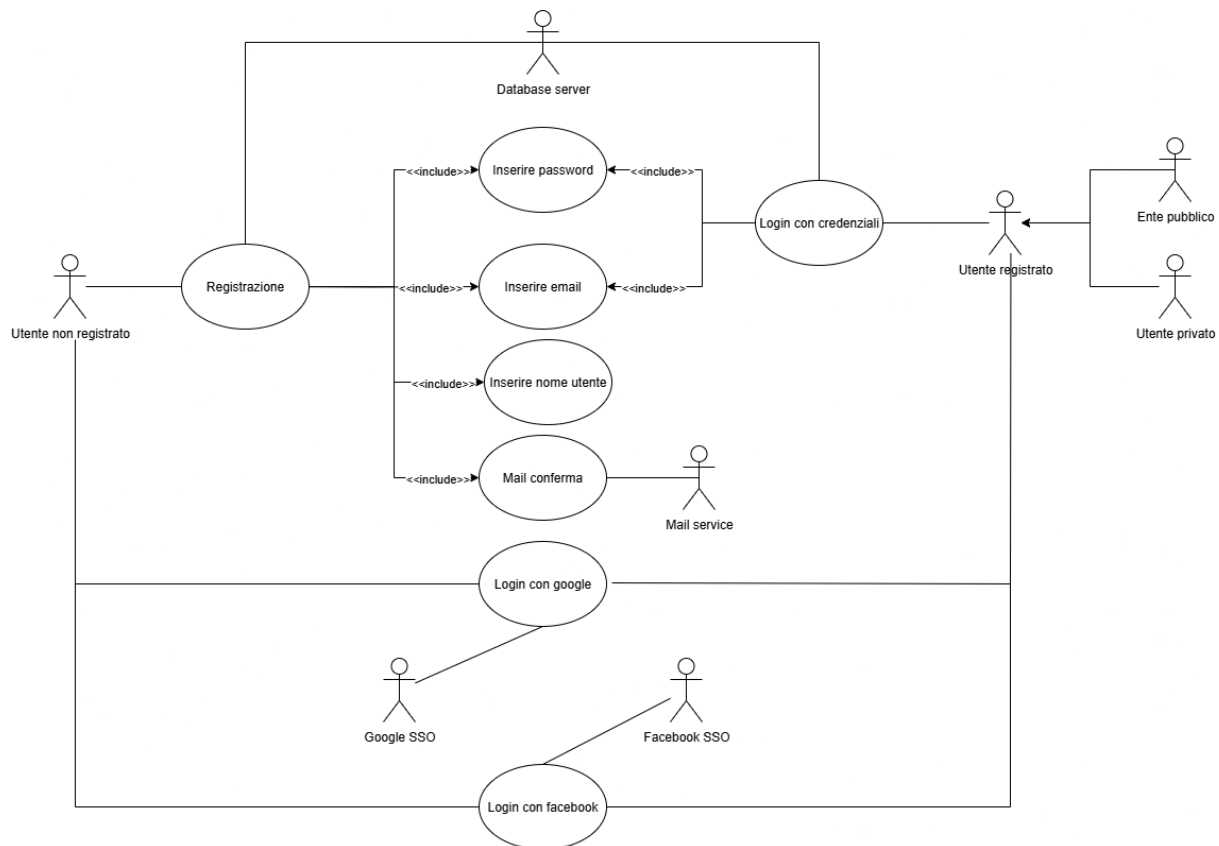 Database server
<<include>>
Inserire password
<<include>>
Login con credenziali
Ente pubblico
Utente registrato
Registrazione
<<include>>
Inserire email
<<include>>
Utente non registrato
Utente privato
<<include>>
Inserire nome utente
<<include>>
Mail conferma
Mail service
Login con google
Google SSO
Facebook SSO
Login con facebook